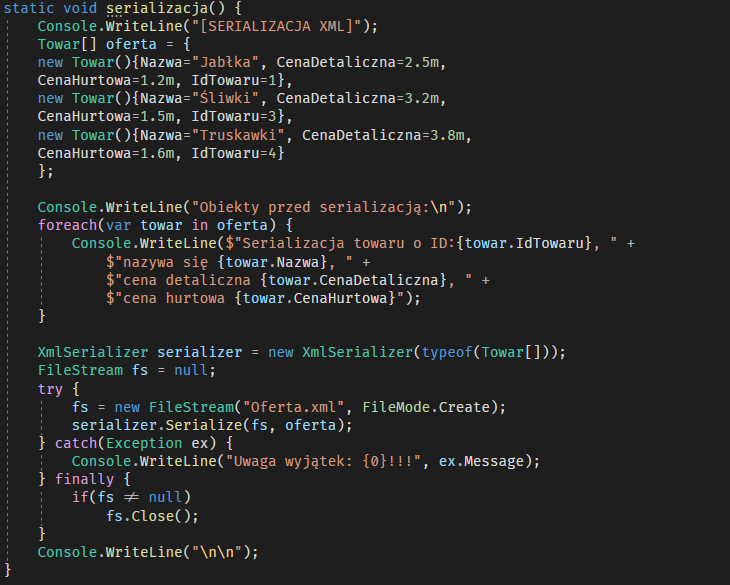 static void serializacja() {
Console.WriteLine("[SERIALIZACJA XML]");
Towar[] oferta = {
new Towar(){Nazwa="Jabłka", CenaDetaliczna=2.5m,
CenaHurtowa=1.2m, IdTowaru=1},
new Towar(){Nazwa="Śliwki", CenaDetaliczna=3.2m,
CenaHurtowa=1.5m, IdTowaru=3},
new Towar(){Nazwa="Truskawki", CenaDetaliczna=3.8m,
CenaHurtowa=1.6m, IdTowaru=4}
};
Console.WriteLine("Obiekty przed serializacją:\n");
foreach(var towar in oferta) {
Console.WriteLine($"Serializacja towaru o ID:{towar.IdTowaru}, " +
$"nazywa się {towar.Nazwa}, " +
$"cena detaliczna {towar.CenaDetaliczna}, " +
$"cena hurtowa {towar.CenaHurtowa}");
}
XmlSerializer serializer = new XmlSerializer(typeof(Towar[]));
FileStream fs = null;
try {
fs = new FileStream("Oferta.xml", FileMode.Create);
serializer.Serialize(fs, oferta);
} catch(Exception ex) {
Console.WriteLine("Uwaga wyjątek: {0}!!!", ex.Message);
} finally {
if(fs ≠ null)
fs.Close();
}
Console.WriteLine("\n\n");
}